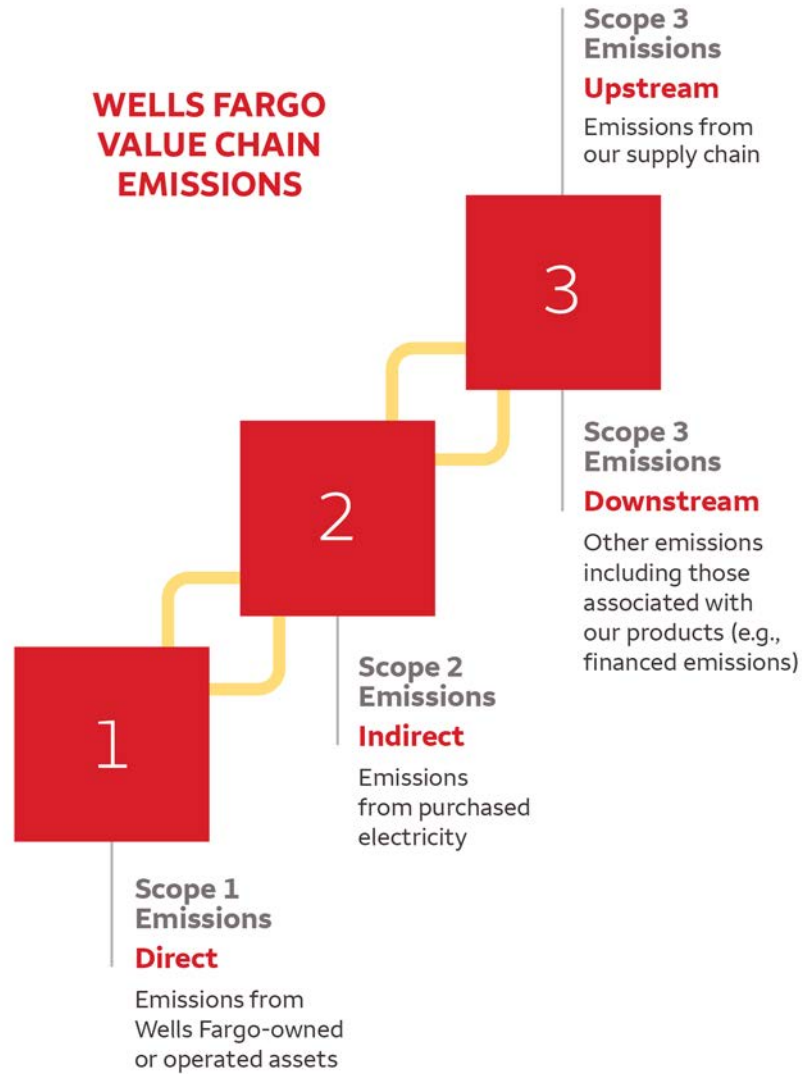 WELLS FARGO
VALUE CHAIN
EMISSIONS
Scope 3
Emissions
Upstream
Emissions from
our supply chain
3
Scope 3
Emissions
Downstream
Other emissions
including those
associated with
our products (e.g.,
financed emissions)
2
Scope 2
Emissions
Indirect
Emissions
from purchased
electricity
1
Scope 1
Emissions
Direct
Emissions from
Wells Fargo-owned
or operated assets